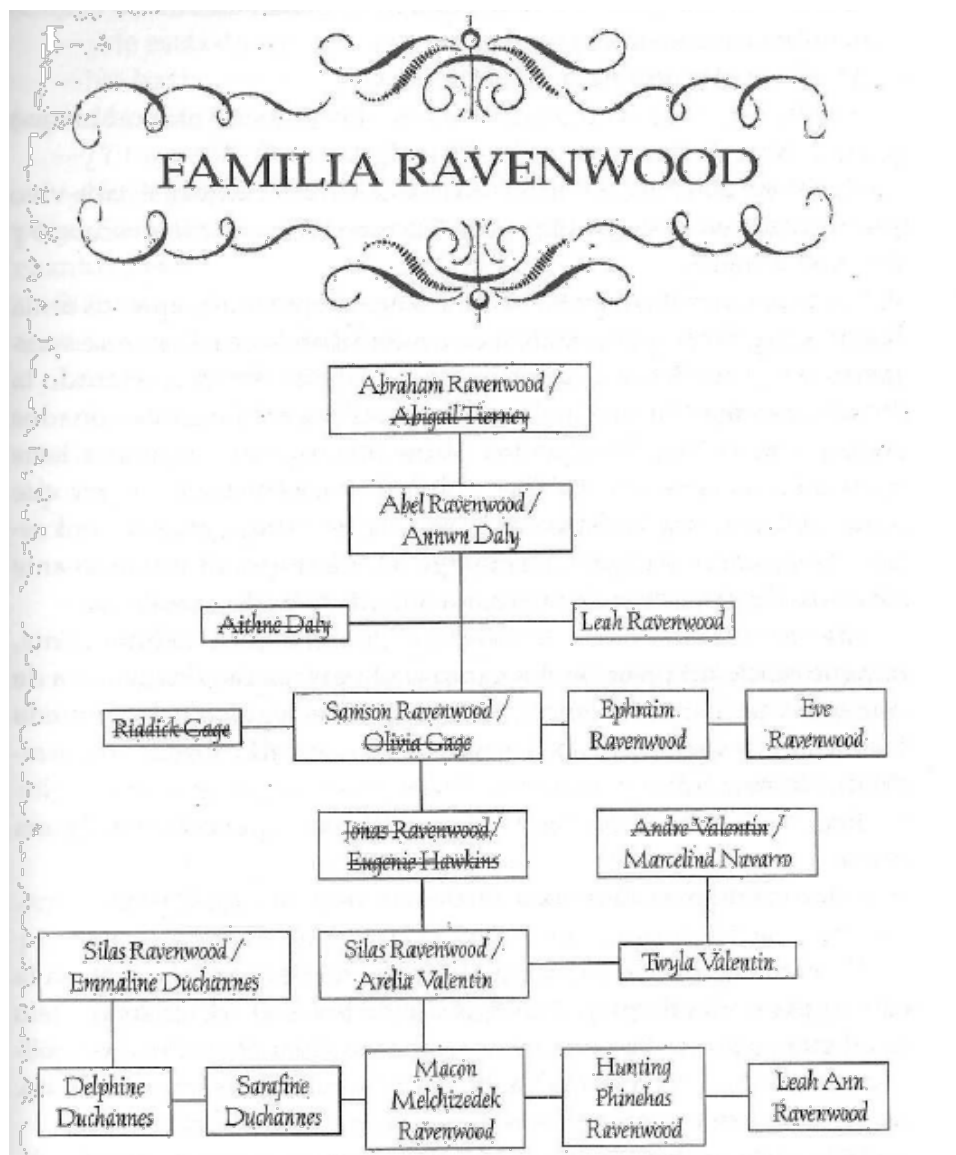 FAMILIA RAVENWOOD
Abraham Ravenwood /
Abigail Tierney
Abel Ravenwood /
Annwn Daly
Aithne Daly
Leah Ravenwood
Riddick Gage
Samson Ravenwood /
Olivia Gage
Ephraim
Ravenwood
Eve
Ravenwood
Jonas Ravenwood/
Eugenie Hawkins
Andre Valentin /
Marcelind Navarro
Silas Ravenwood /
Emmaline Duchannes
Silas Ravenwood /
Arelia Valentin
Twyla Valentin
Delphine
Duchannes
Sarafine
Duchannes
Macon
Melchizedek
Ravenwood
Hunting
Phinehas
Ravenwood
Leah Ann
Ravenwood